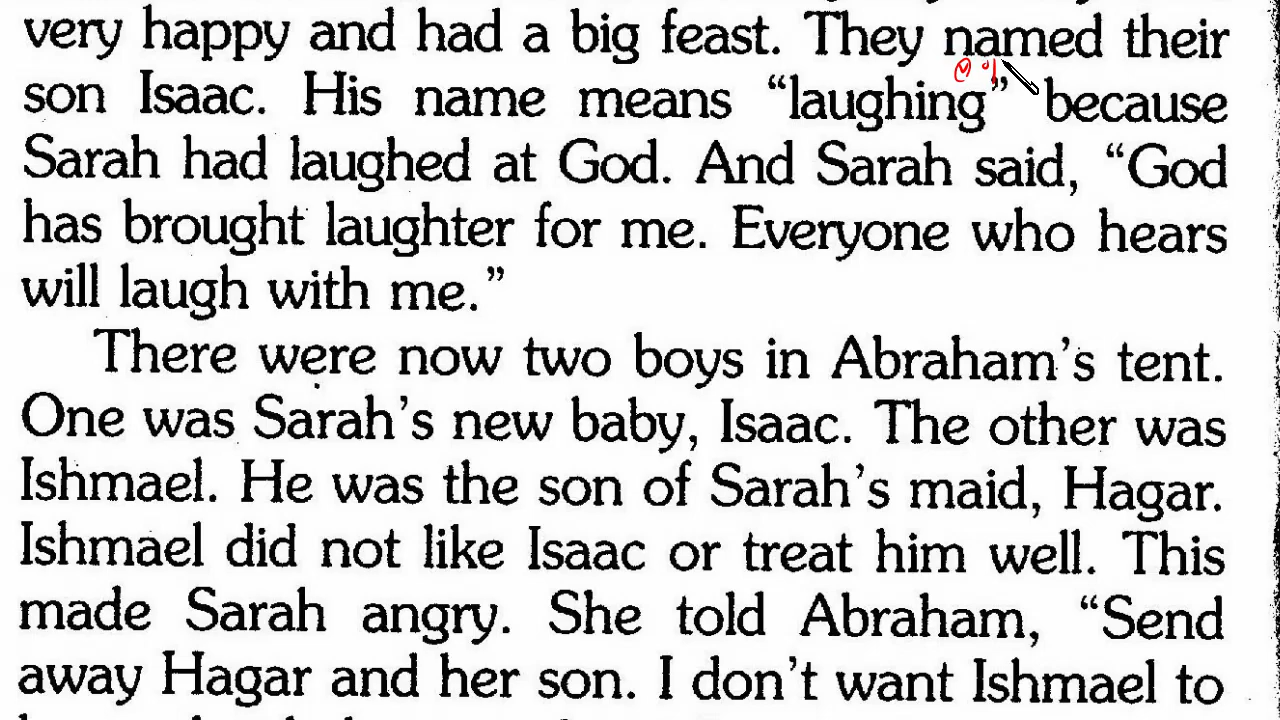 very happy and had a big feast. They named their
son Isaac. His name means “laughing” because
Sarah had laughed at God. And Sarah said, “God
has brought laughter for me. Everyone who hears
will laugh with me.”
There were now two boys in Abraham’s tent.
One was Sarah’s new baby, Isaac. The other was
Ishmael. He was the son of Sarah’s maid, Hagar.
Ishmael did not like Isaac or treat him well. This
made Sarah angry. She told Abraham, “Send
away Hagar and her son. I don’t want Ishmael to